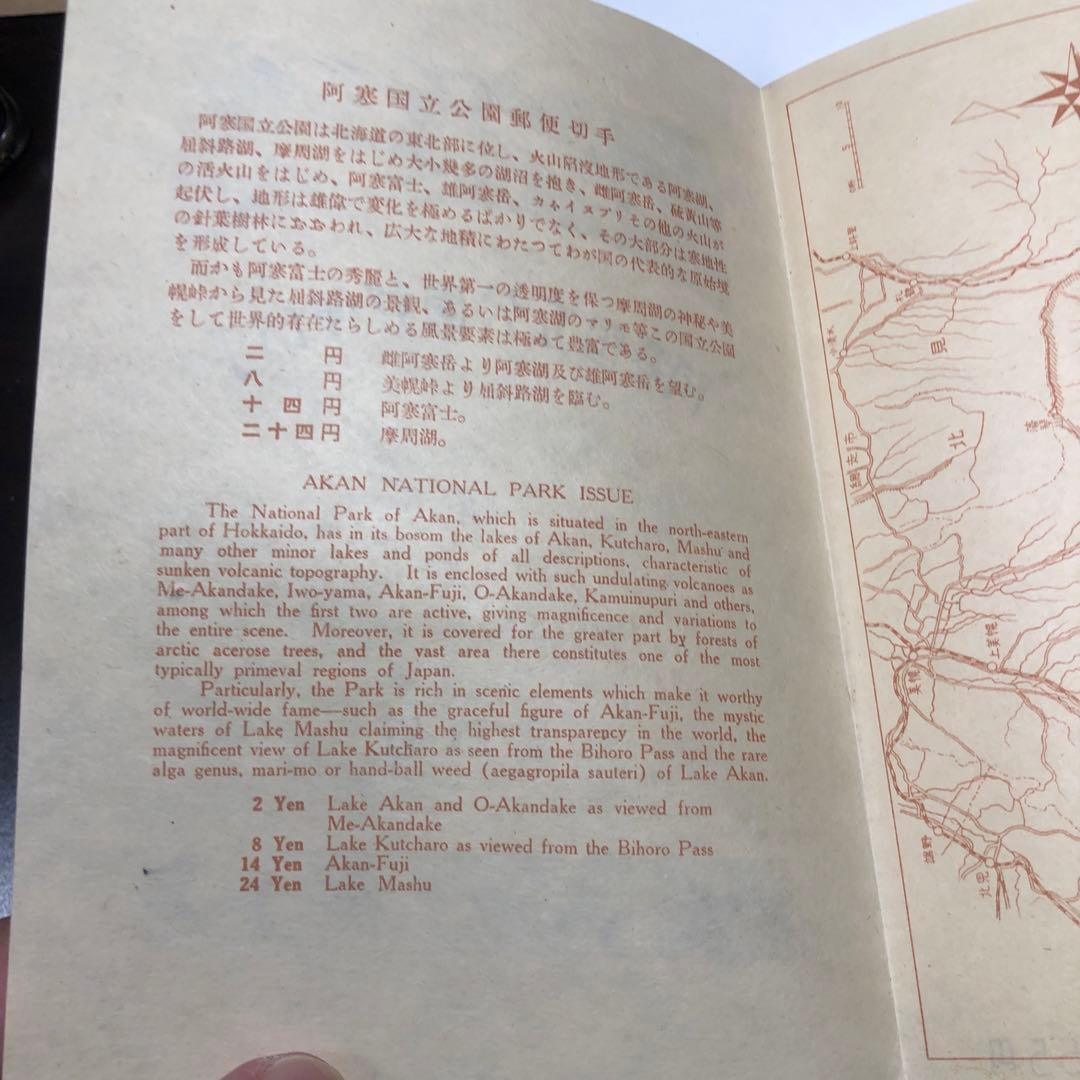 阿寒国立公園郵便切手
阿寒国立公園は北海道の東北部に位し、火山陷沒地形である阿寒湖、
屈斜路湖、摩周湖をはじめ大小幾多の湖沼を抱き、雌阿寒岳、硫黄山等
の活火山をはじめ、阿寒富士、雄阿寒岳、カムイヌプリその他の火山が
起伏し、地形は雄偉で変化を極めるばかりでなく、その大部分は寒地性
の針葉樹林におおわれ、広大な地積にわたつてわが国の代表的な原始境
を形成している。
而かも阿寒富士の秀麗と、世界第一の透明度を保つ摩周湖の神秘や美
幌峠から見た屈斜路湖の景観、あるいは阿寒湖のマリモ等この国立公園
をして世界的存在たらしめる風景要素は極めて豊富である。
二円 雌阿寒岳より阿寒湖及び雄阿寒岳を望む。
八円 美幌峠より屈斜路湖を臨む。
十四円 阿寒富士。
二十四円 摩周湖。
AKAN NATIONAL PARK ISSUE
The National Park of Akan, which is situated in the north-eastern
part of Hokkaido, has in its bosom the lakes of Akan, Kutcharo, Mashu and
many other minor lakes and ponds of all descriptions, characteristic of
sunken volcanic topography. It is enclosed with such undulating volcanoes as
Me-Akandake, Iwo-yama, Akan-Fuji, O-Akandake, Kamuinupuri and others,
among which the first two are active, giving magnificence and variations to
the entire scene. Moreover, it is covered for the greater part by forests of
arctic acerose trees, and the vast area there constitutes one of the most
typically primeval regions of Japan.
Particularly, the Park is rich in scenic elements which make it worthy
of world-wide fame—such as the graceful figure of Akan-Fuji, the mystic
waters of Lake Mashu claiming the highest transparency in the world, the
magnificent view of Lake Kutcharo as seen from the Bihoro Pass and the rare
alga genus, mari-mo or hand-ball weed (aegagropila sauteri) of Lake Akan.
2 Yen Lake Akan and O-Akandake as viewed from
Me-Akandake
8 Yen Lake Kutcharo as viewed from the Bihoro Pass
14 Yen Akan-Fuji
24 Yen Lake Mashu
見
北
網走市
上美幌
美幌
北見